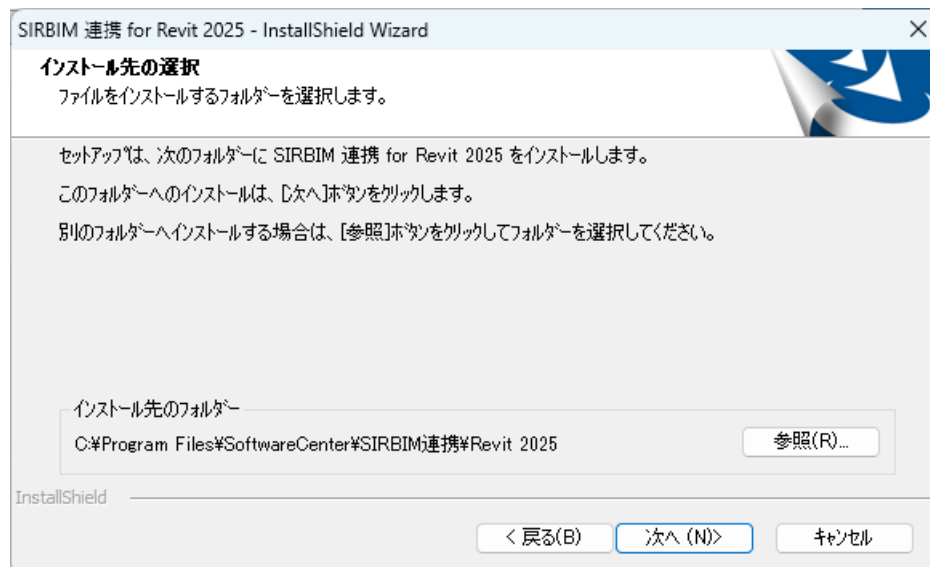 SIRBIM 連携 for Revit 2025 - InstallShield Wizard
インストール先の選択
ファイルをインストールするフォルダーを選択します。
セットアップは、次のフォルダーに SIRBIM 連携 for Revit 2025 をインストールします。
このフォルダーへのインストールは、[次へ]ボタンをクリックします。
別のフォルダーへインストールする場合は、[参照]ボタンをクリックしてフォルダーを選択してください。
インストール先のフォルダー
C:¥Program Files¥SoftwareCenter¥SIRBIM連携¥Revit 2025
参照(R)...
InstallShield
< 戻る(B)
次へ (N)>
キャンセル